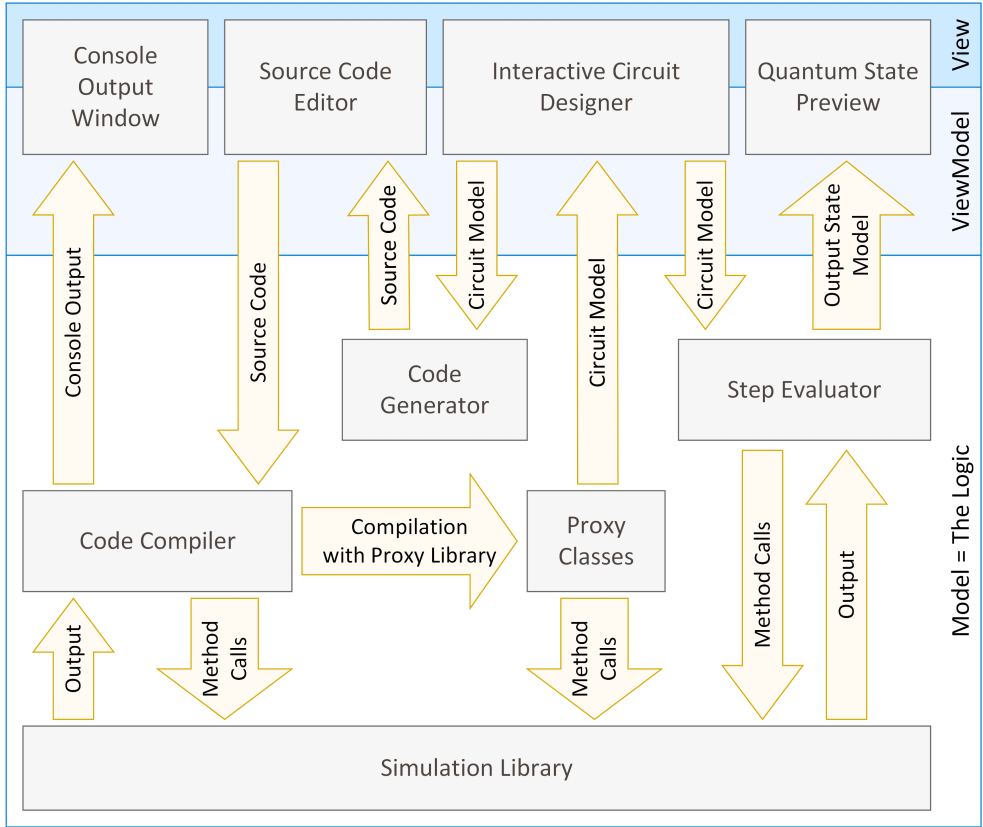 Console
Output
Window
Source Code
Editor
Interactive Circuit
Designer
Quantum State
Preview
View
ViewModel
Console Output
Source Code
Source Code
Circuit Model
Circuit Model
Circuit Model
Output State
Model
Code
Generator
Step Evaluator
Model = The Logic
Code Compiler
Compilation
with Proxy Library
Proxy
Classes
Method Calls
Output
Output
Method
Calls
Method
Calls
Simulation Library